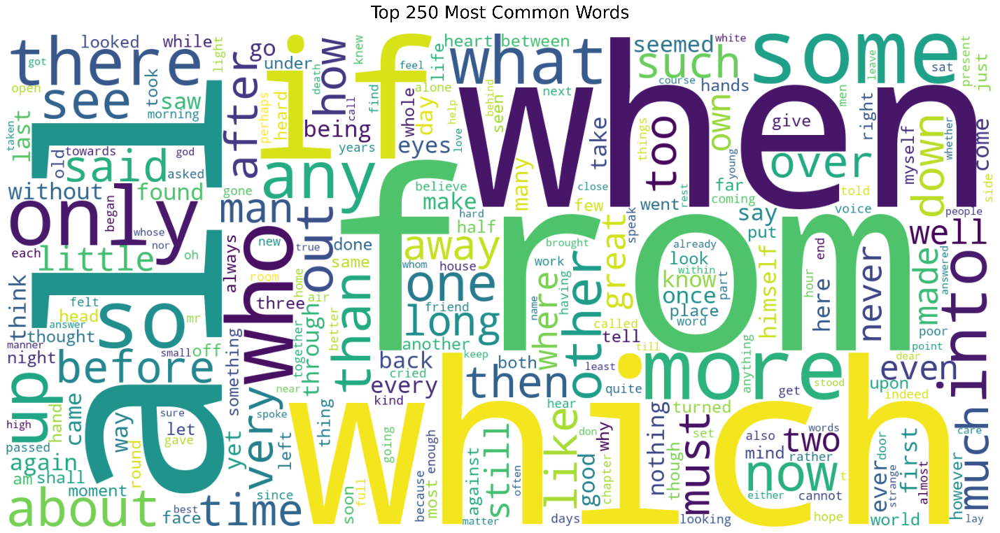 Top 250 Most Common Words
there
looked
while
light
go
i
if
how
knew
heart
between
what
when
seemed
white
such
some
present
just
got
open
see
took
saw
morning
after
under
death
call
find
feel
life
alone
next
behind
course
hands
men
leave
sat
right
last
taken
towards
god
old
said
asked
all
perhaps
heard
being
years
whole
day
eyes
help
love
seen
take
too
things
own
young
give
myself
down
whether
come
side
without
found
gone
any
believe
make
many
close
few
far
rest
coming
over
told
only
began
whose
nor
man
from
hard
half
went
speak
say
put
voice
people
well
each
little
oh
always
new
true
who
out
done
same
away
brought
whom
house
work
great
already
look
within
know
once
part
place
word
hour
end
himself
here
never
made
answered
into
think
felt
head
answer
thought
so
mr
room
home
three
air
than
one
long
friend
name
where
having
other
called
tell
manner
night
small
off
before
something
through
together
better
another
keep
back
both
till
least
anything
poor
point
dear
up
very
near
cried
every
kind
then
quite
more
get
stood
upon
even
indeed
high
hand
came
way
sure
let
gave
spoke
which
thing
going
hear
like
don
why
nothing
turned
set
must
also
two
words
care
much
passed
again
am
shall
round
yet
left
enough
still
against
good
chapter
though
mind
rather
now
t
ever
door
first
almost
however
moment
about
best
face
time
since
soon
full
because
most
matter
often
days
looking
either
cannot
hope
world
strange
lay